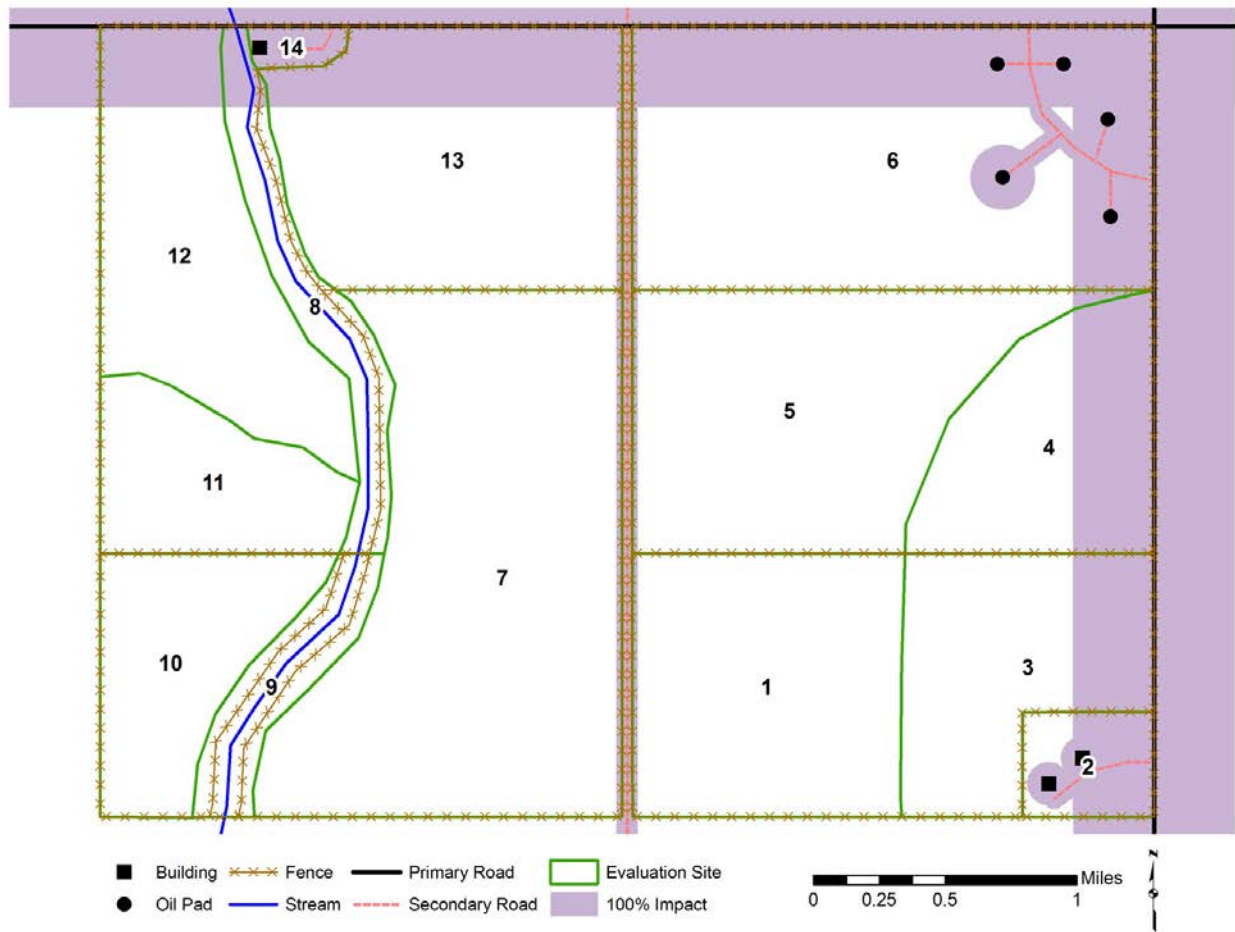 14
13
6
12
8
5
4
11
7
10
3
9
1
2
N
Building
Fence
Primary Road
Evaluation Site
Miles
Oil Pad
Stream
Secondary Road
100% Impact
0 0.25 0.5 1